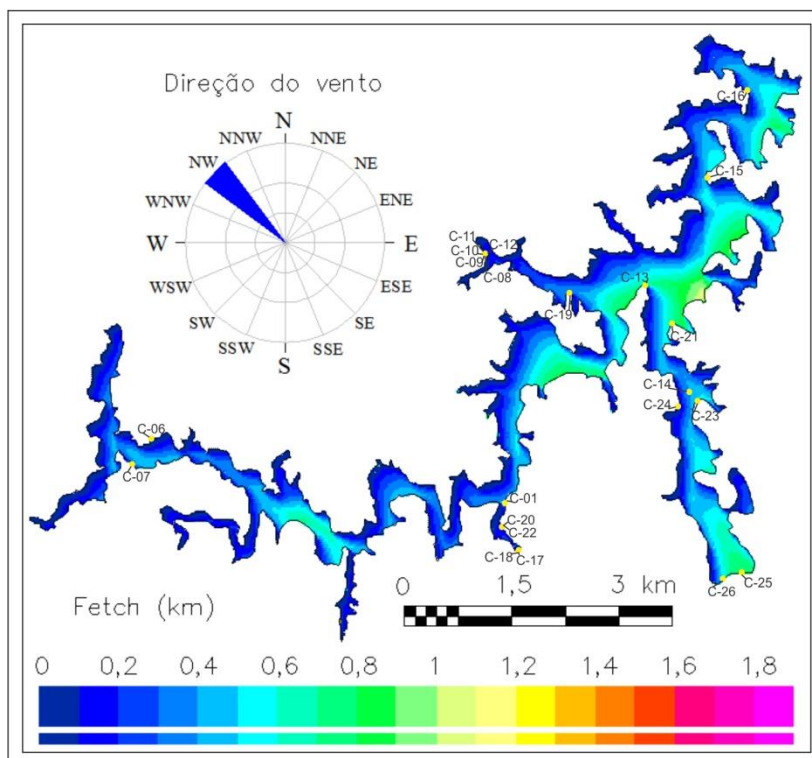 Direção do vento
N
NNW
NNE
NW
NE
WNW
ENE
W
E
WSW
ESE
SW
SE
SSW
SSE
S
C-16
C-15
C-11
C-12
C-10
C-09
C-08
C-13
C-19
C-21
C-14
C-24
C-23
C-06
C-07
C-01
C-20
C-22
C-18
C-17
C-25
C-26
0 1,5 3 km
Fetch (km)
0 0,2 0,4 0,6 0,8 1 1,2 1,4 1,6 1,8